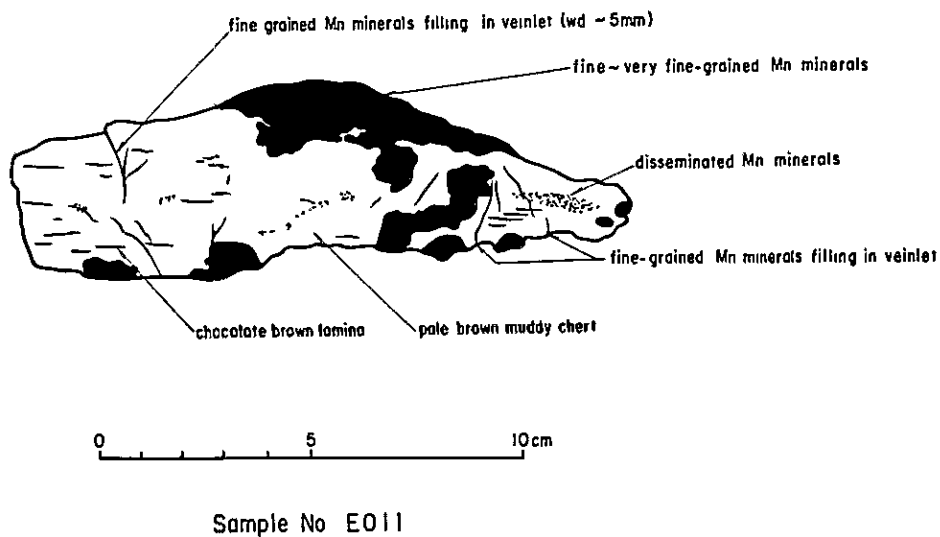 fine grained Mn minerals filling in veinlet (wd ~5mm)
fine~very fine-grained Mn minerals
disseminated Mn minerals
fine-grained Mn minerals filling in veinlet
chocolate brown lamina
pale brown muddy chert
0 5 10cm
Sample No E011